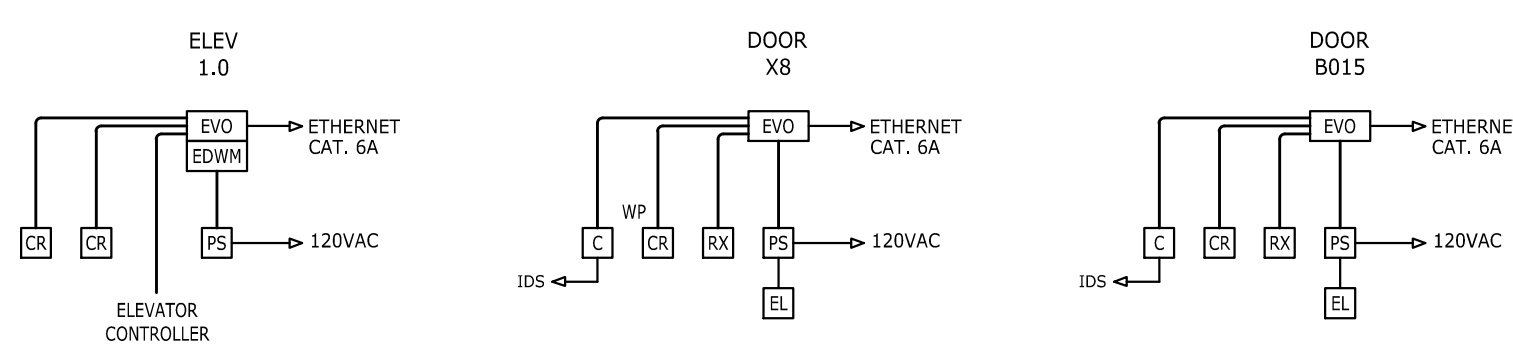 ELEV
1.0
EVO
EDWM
ETHERNET
CAT. 6A
CR
CR
PS
120VAC
ELEVATOR
CONTROLLER
DOOR
X8
EVO
ETHERNET
CAT. 6A
WP
C
CR
RX
PS
120VAC
IDS
EL
DOOR
B015
EVO
ETHERNE
CAT. 6A
C
CR
RX
PS
120VAC
IDS
EL